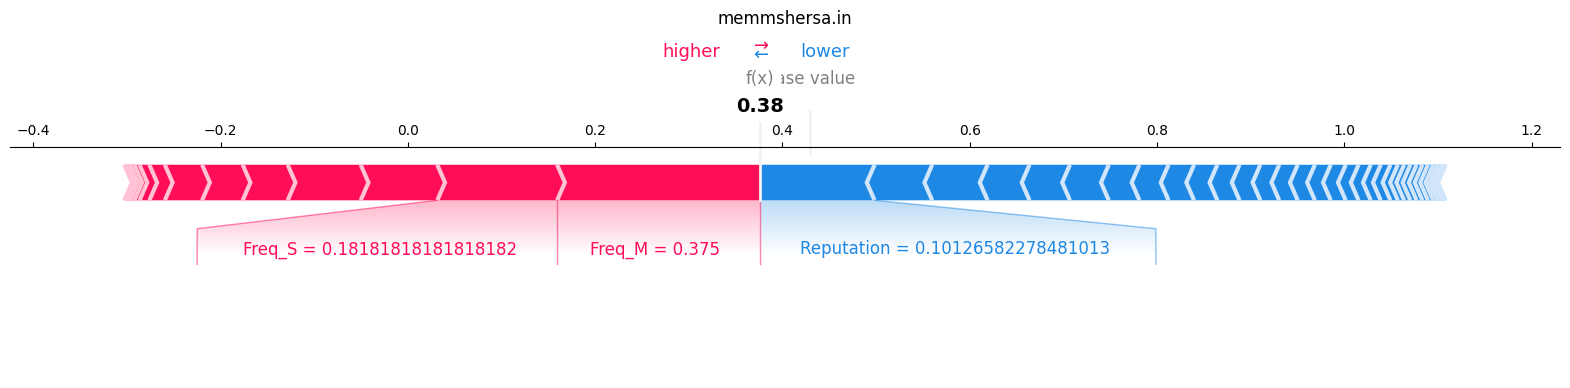 memmshersa.in
higher ⇄ lower
f(x) ase value
0.38
−0.4 −0.2 0.0 0.2 0.4 0.6 0.8 1.0 1.2
Freq_S = 0.18181818181818182 Freq_M = 0.375 Reputation = 0.10126582278481013